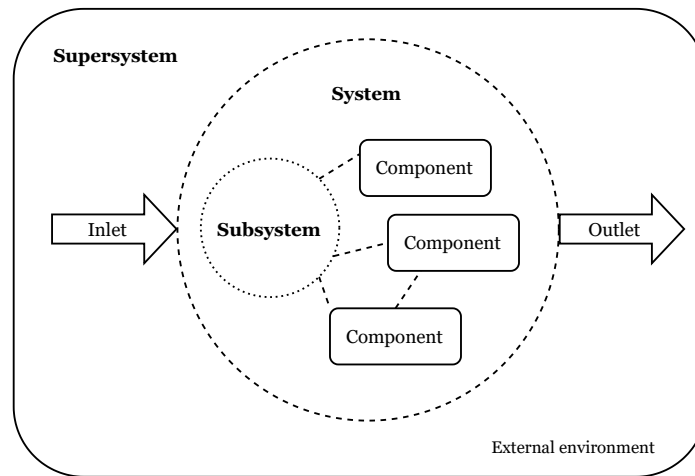 Supersystem
System
Component
Inlet
Subsystem
Component
Outlet
Component
External environment